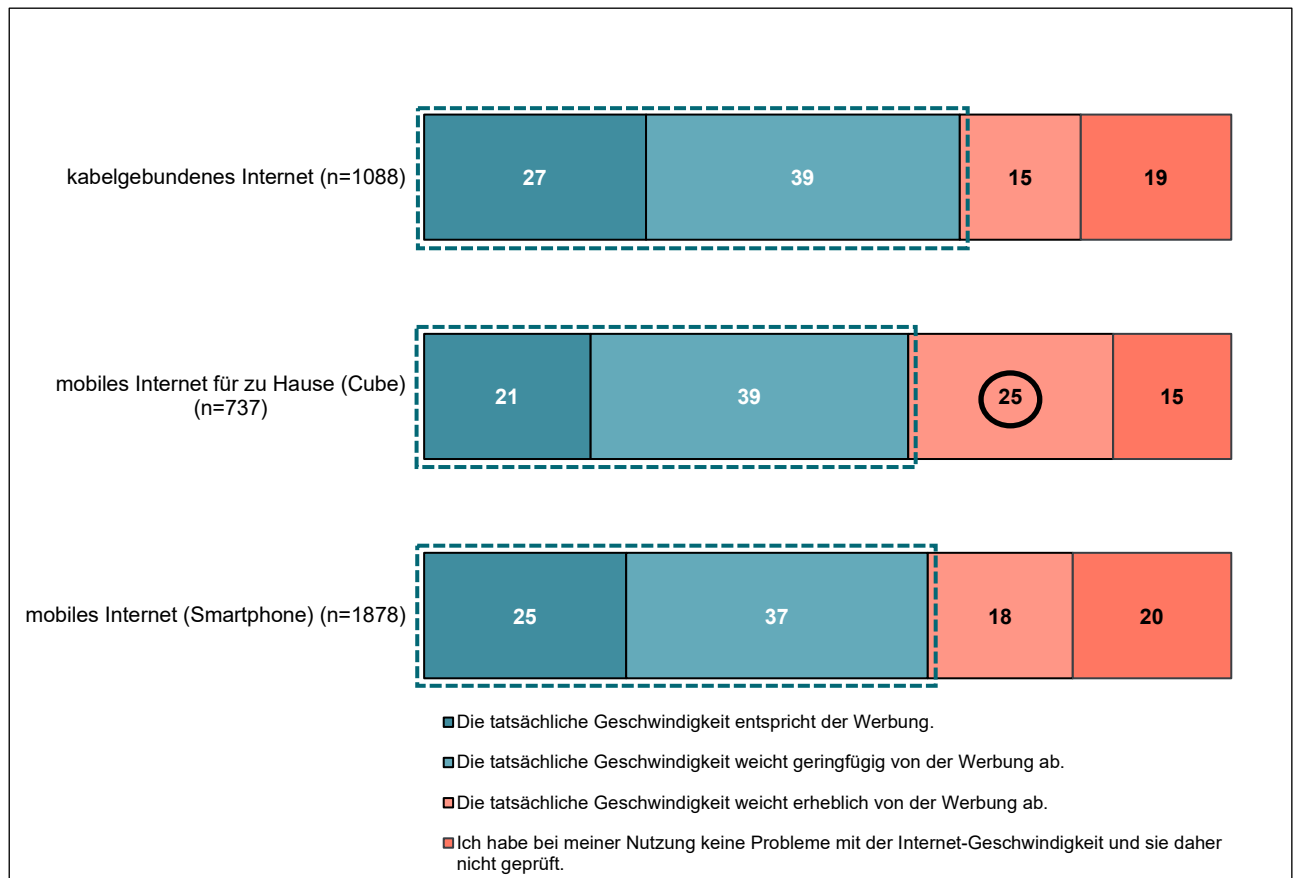 kabelgebundenes Internet (n=1088)
27
39
15
19
mobiles Internet für zu Hause (Cube)
(n=737)
21
39
25
15
mobiles Internet (Smartphone) (n=1878)
25
37
18
20
Die tatsächliche Geschwindigkeit entspricht der Werbung.
Die tatsächliche Geschwindigkeit weicht geringfügig von der Werbung ab.
Die tatsächliche Geschwindigkeit weicht erheblich von der Werbung ab.
Ich habe bei meiner Nutzung keine Probleme mit der Internet-Geschwindigkeit und sie daher
nicht geprüft.